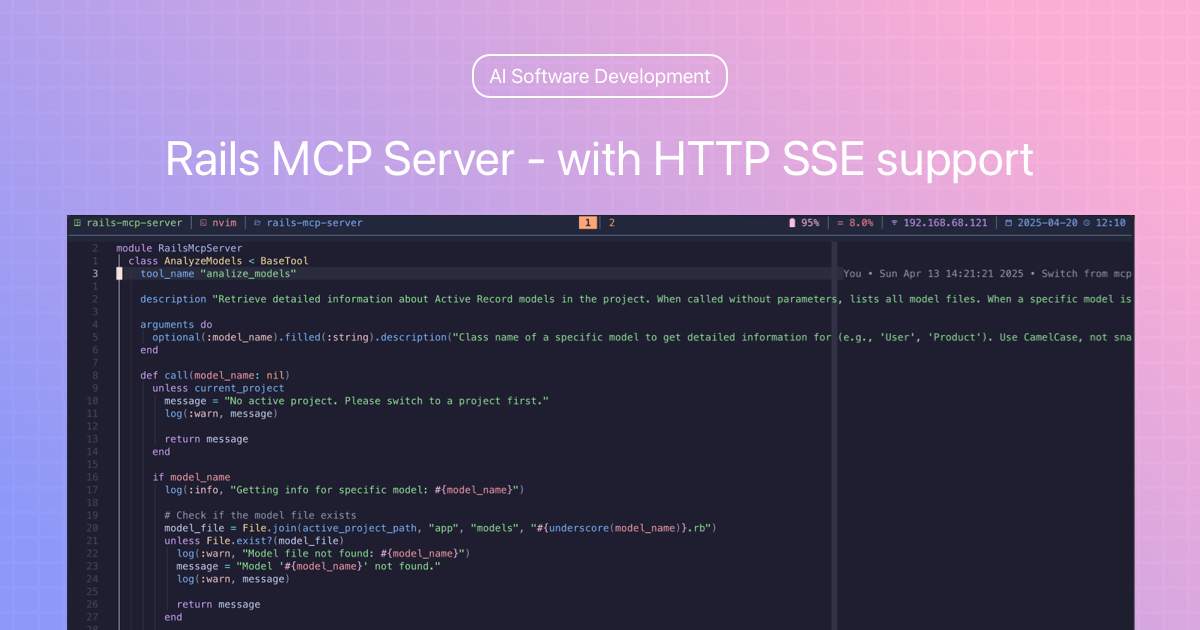 AI Software Development
Rails MCP Server - with HTTP SSE support
rails-mcp-server nvim rails-mcp-server 1 2 95% = 8.0% 192.168.68.121 2025-04-20 12:10
2 module RailsMcpServer
1 class AnalyzeModels < BaseTool
3 tool_name "analize_models" You • Sun Apr 13 14:21:21 2025 • Switch from mcp
1
2 description "Retrieve detailed information about Active Record models in the project. When called without parameters, lists all model files. When a specific model is
3
4 arguments do
5 optional(:model_name).filled(:string).description("Class name of a specific model to get detailed information for (e.g., 'User', 'Product'). Use CamelCase, not sna
6 end
7
8 def call(model_name: nil)
9 unless current_project
10 message = "No active project. Please switch to a project first."
11 log(:warn, message)
12
13 return message
14 end
15
16 if model_name
17 log(:info, "Getting info for specific model: #{model_name}")
18
19 # Check if the model file exists
20 model_file = File.join(active_project_path, "app", "models", "#{underscore(model_name)}.rb")
21 unless File.exist?(model_file)
22 log(:warn, "Model file not found: #{model_name}")
23 message = "Model '#{model_name}' not found."
24 log(:warn, message)
25
26 return message
27 end
28